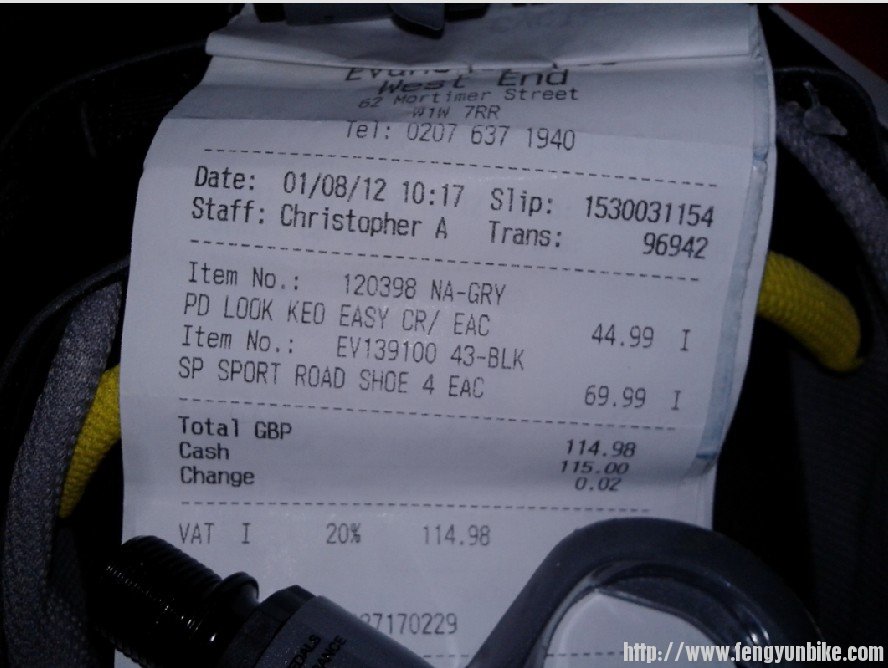 West End
62 Mortimer Street
W1W 7RR
Tel: 0207 637 1940
Date: 01/08/12 10:17 Slip: 1530031154
Staff: Christopher A Trans: 96942
Item No.: 120398 NA-GRY
PD LOOK KEO EASY CR/ EAC 44.99 I
Item No.: EV139100 43-BLK
SP SPORT ROAD SHOE 4 EAC 69.99 I
Total GBP 114.98
Cash 115.00
Change 0.02
VAT I 20% 114.98
27170229
http://www.fengyunbike.com